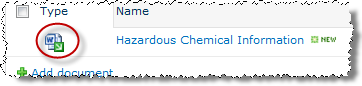 Type Name
Hazardous Chemical Information NEW
Add document